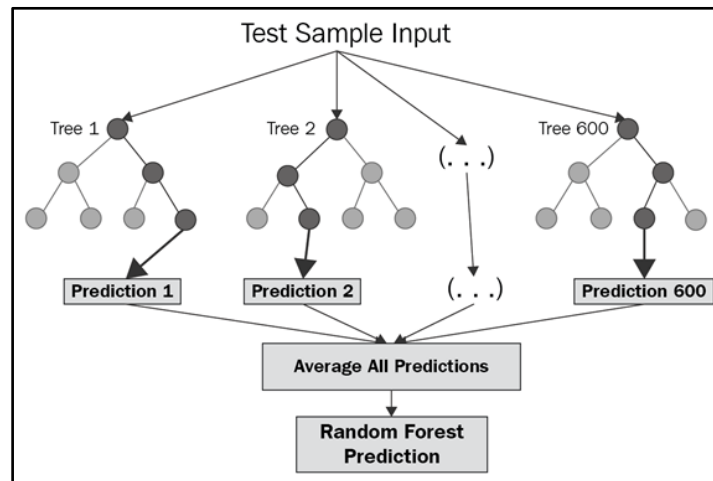 Test Sample Input
Tree 1
Tree 2
(. . .)
Tree 600
Prediction 1
Prediction 2
(. . .)
Prediction 600
Average All Predictions
Random Forest
Prediction